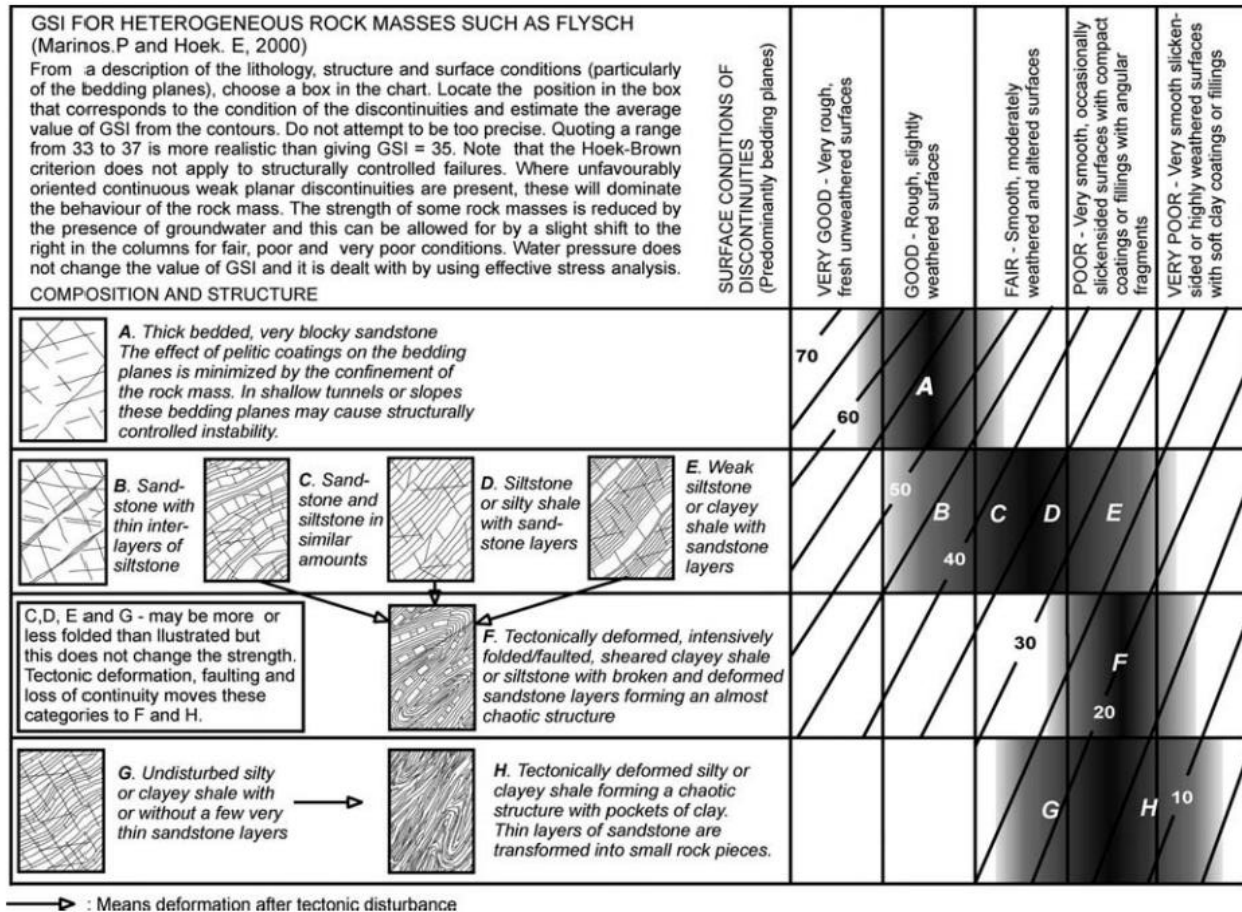 GSI FOR HETEROGENEOUS ROCK MASSES SUCH AS FLYSCH
(Marinos.P and Hoek. E, 2000)
From a description of the lithology, structure and surface conditions (particularly
of the bedding planes), choose a box in the chart. Locate the position in the box
that corresponds to the condition of the discontinuities and estimate the average
value of GSI from the contours. Do not attempt to be too precise. Quoting a range
from 33 to 37 is more realistic than giving GSI = 35. Note that the Hoek-Brown
criterion does not apply to structurally controlled failures. Where unfavourably
oriented continuous weak planar discontinuities are present, these will dominate
the behaviour of the rock mass. The strength of some rock masses is reduced by
the presence of groundwater and this can be allowed for by a slight shift to the
right in the columns for fair, poor and very poor conditions. Water pressure does
not change the value of GSI and it is dealt with by using effective stress analysis.
COMPOSITION AND STRUCTURE
SURFACE CONDITIONS OF
DISCONTINUITIES
(Predominantly bedding planes)
VERY GOOD - Very rough,
fresh unweathered surfaces
GOOD - Rough, slightly
weathered surfaces
FAIR - Smooth, moderately
weathered and altered surfaces
POOR - Very smooth, occasionally
slickensided surfaces with compact
coatings or fillings with angular
fragments
VERY POOR - Very smooth slicken-
sided or highly weathered surfaces
with soft clay coatings or fillings
A. Thick bedded, very blocky sandstone
The effect of pelitic coatings on the bedding
planes is minimized by the confinement of
the rock mass. In shallow tunnels or slopes
these bedding planes may cause structurally
controlled instability.
70
60
A
B. Sand-
stone with
thin inter-
layers of
siltstone
C. Sand-
stone and
siltstone in
similar
amounts
D. Siltstone
or silty shale
with sand-
stone layers
E. Weak
siltstone
or clayey
shale with
sandstone
layers
50
B
C
D
E
40
C,D, E and G - may be more or
less folded than llustrated but
this does not change the strength.
Tectonic deformation, faulting and
loss of continuity moves these
categories to F and H.
F. Tectonically deformed, intensively
folded/faulted, sheared clayey shale
or siltstone with broken and deformed
sandstone layers forming an almost
chaotic structure
30
F
20
G. Undisturbed silty
or clayey shale with
or without a few very
thin sandstone layers
H. Tectonically deformed silty or
clayey shale forming a chaotic
structure with pockets of clay.
Thin layers of sandstone are
transformed into small rock pieces.
G
H
10
: Means deformation after tectonic disturbance